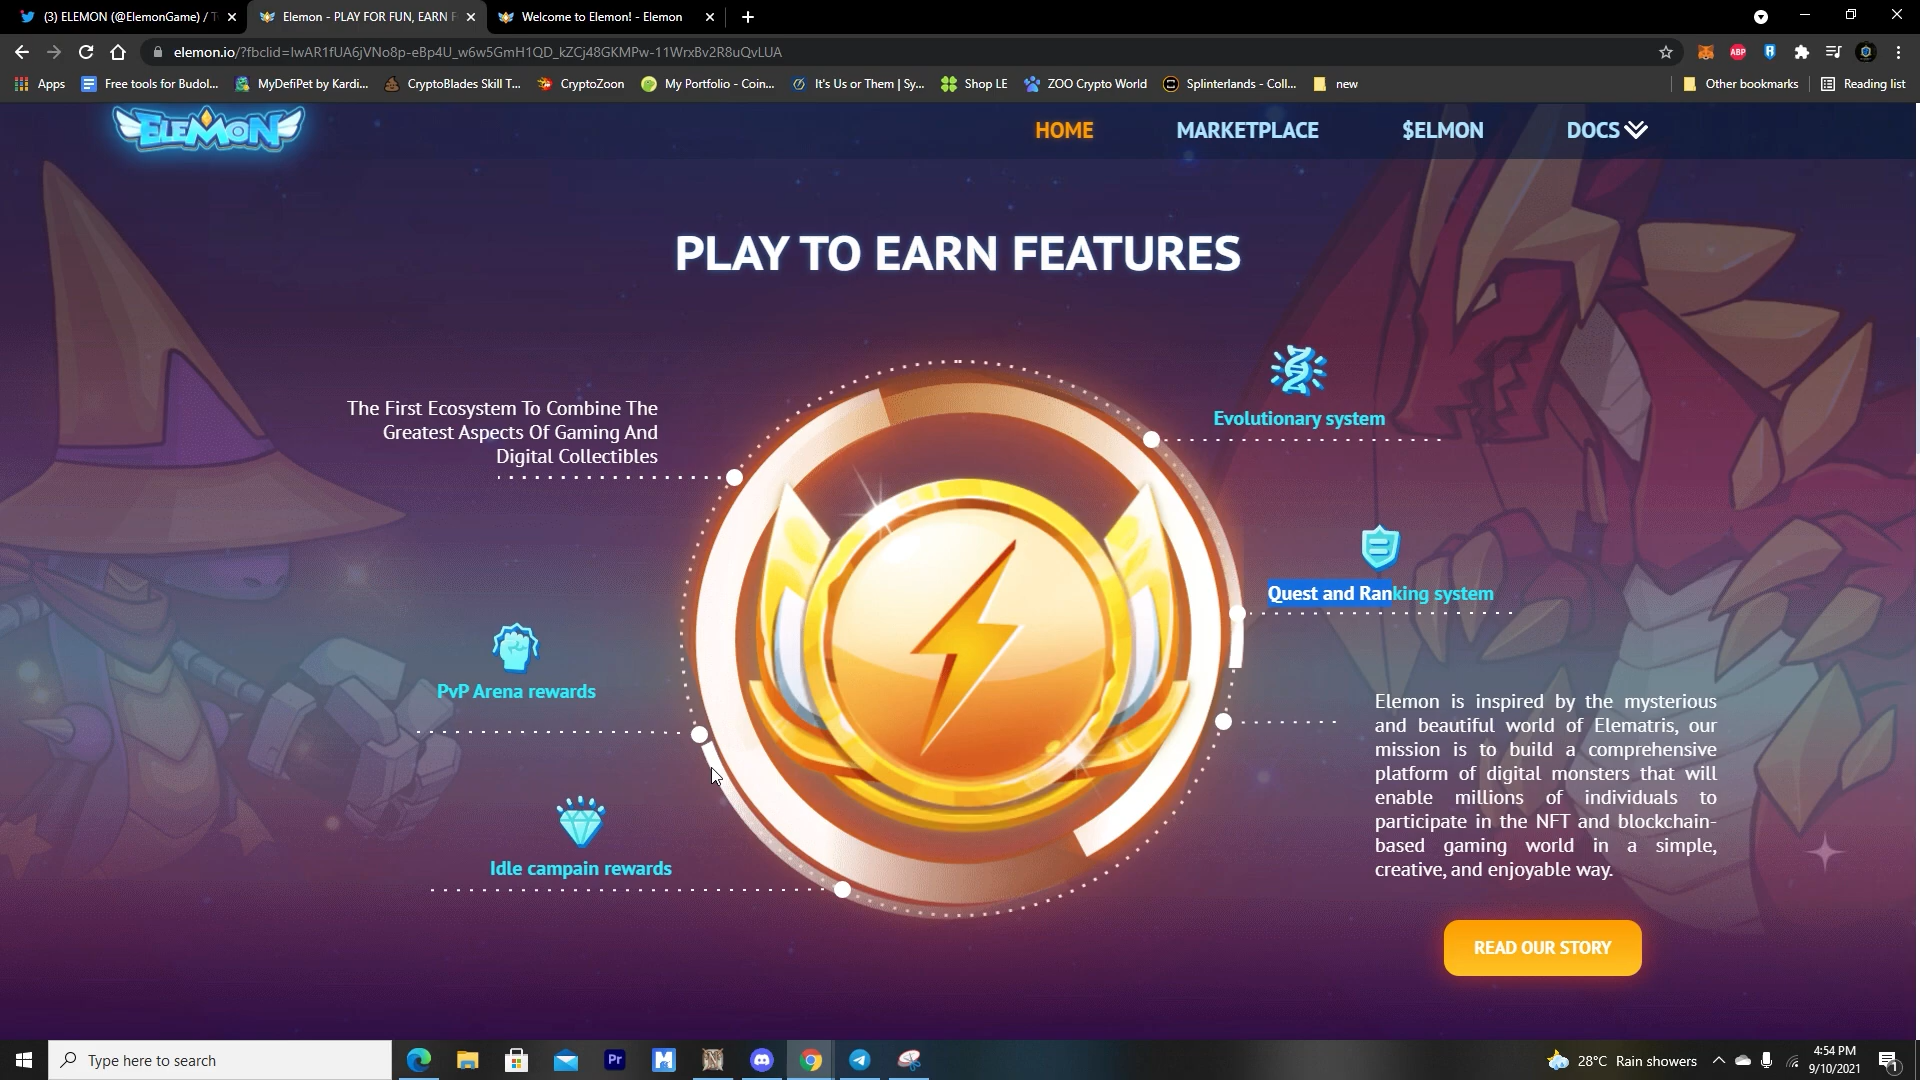 (3) ELEMON (@ElemonGame) / T
Elemon - PLAY FOR FUN, EARN F
Welcome to Elemon! - Elemon
elemon.io/?fbclid=IwAR1fUA6jVNo8p-eBp4U_w6w5GmH1QD_kZCj48GKMPw-11WrxBv2R8uQvLUA
ABP
Apps
Free tools for Budol...
MyDefiPet by Kardi...
CryptoBlades Skill T...
CryptoZoon
My Portfolio - Coin...
It's Us or Them | Sy...
Shop LE
ZOO Crypto World
Splinterlands - Coll...
new
Other bookmarks
Reading list
ELEMON
HOME
MARKETPLACE
$ELMON
DOCS
PLAY TO EARN FEATURES
The First Ecosystem To Combine The
Greatest Aspects Of Gaming And
Digital Collectibles
Evolutionary system
Quest and Ranking system
PvP Arena rewards
Idle campain rewards
Elemon is inspired by the mysterious
and beautiful world of Elematris, our
mission is to build a comprehensive
platform of digital monsters that will
enable millions of individuals to
participate in the NFT and blockchain-
based gaming world in a simple,
creative, and enjoyable way.
READ OUR STORY
Type here to search
Pr
28°C Rain showers
4:54 PM
9/10/2021
1